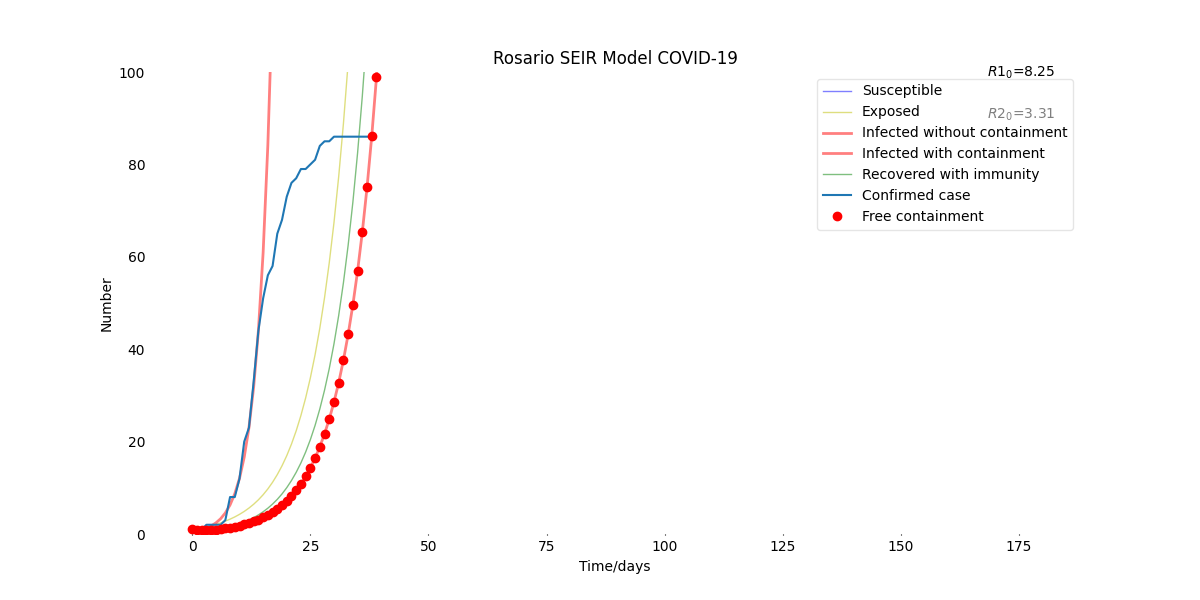 Rosario SEIR Model COVID-19
R1₀=8.25
Susceptible
Exposed
R2₀=3.31
Infected without containment
Infected with containment
Recovered with immunity
Confirmed case
Free containment
100
80
60
40
20
0
Number
0 25 50 75 100 125 150 175
Time/days